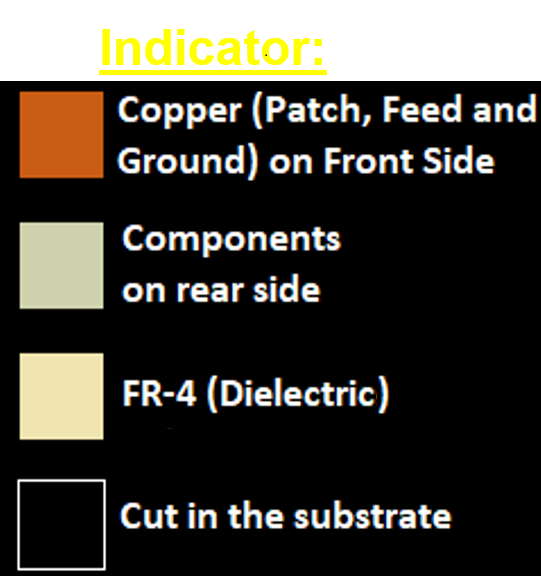 Indicator:
Copper (Patch, Feed and
Ground) on Front Side
Components
on rear side
FR-4 (Dielectric)
Cut in the substrate